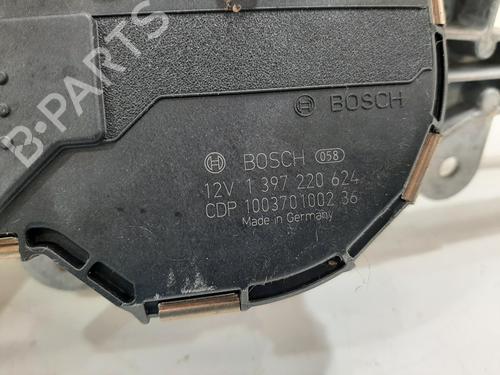 B-PARTS
BOSCH
BOSCH 058
12V 1 397 220 624
CDP 1003701002 36
Made in Germany